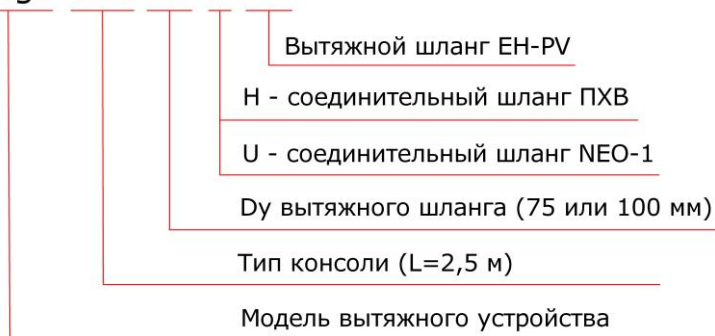 Вытяжной шланг EH-PV
H - соединительный шланг ПХВ
U - соединительный шланг NEO-1
Dy вытяжного шланга (75 или 100 мм)
Тип консоли (L=2,5 м)
Модель вытяжного устройства